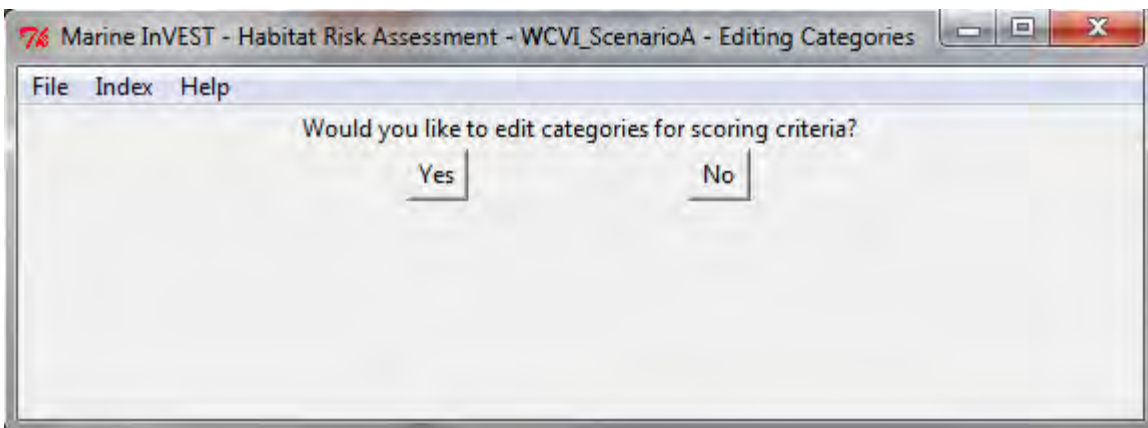 Marine InVEST - Habitat Risk Assessment - WCVI_ScenarioA - Editing Categories
File Index Help
Would you like to edit categories for scoring criteria?
Yes No